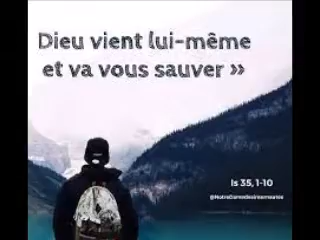 Dieu vient lui-même
et va vous sauver »
Is 35, 1-10